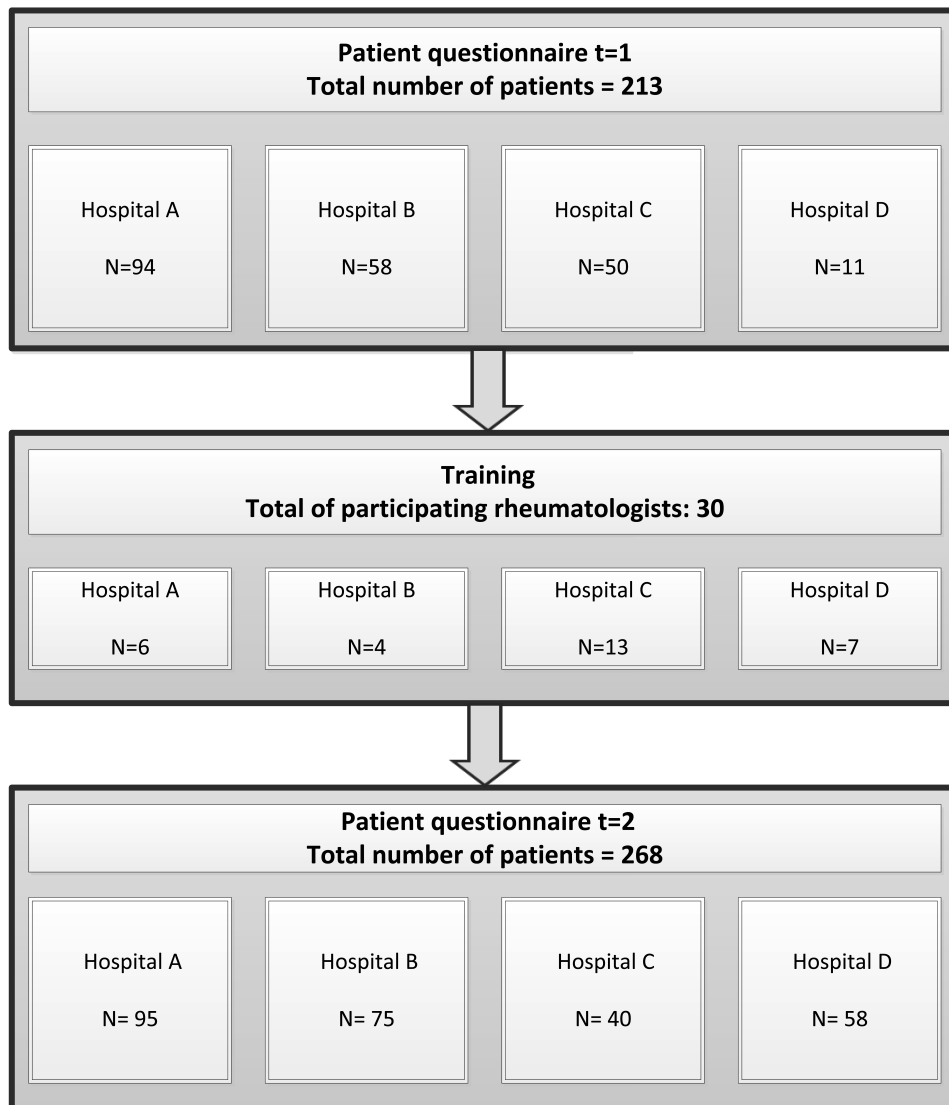 Patient questionnaire t=1
Total number of patients = 213
Hospital A
N=94
Hospital B
N=58
Hospital C
N=50
Hospital D
N=11
Training
Total of participating rheumatologists: 30
Hospital A
N=6
Hospital B
N=4
Hospital C
N=13
Hospital D
N=7
Patient questionnaire t=2
Total number of patients = 268
Hospital A
N= 95
Hospital B
N= 75
Hospital C
N= 40
Hospital D
N= 58